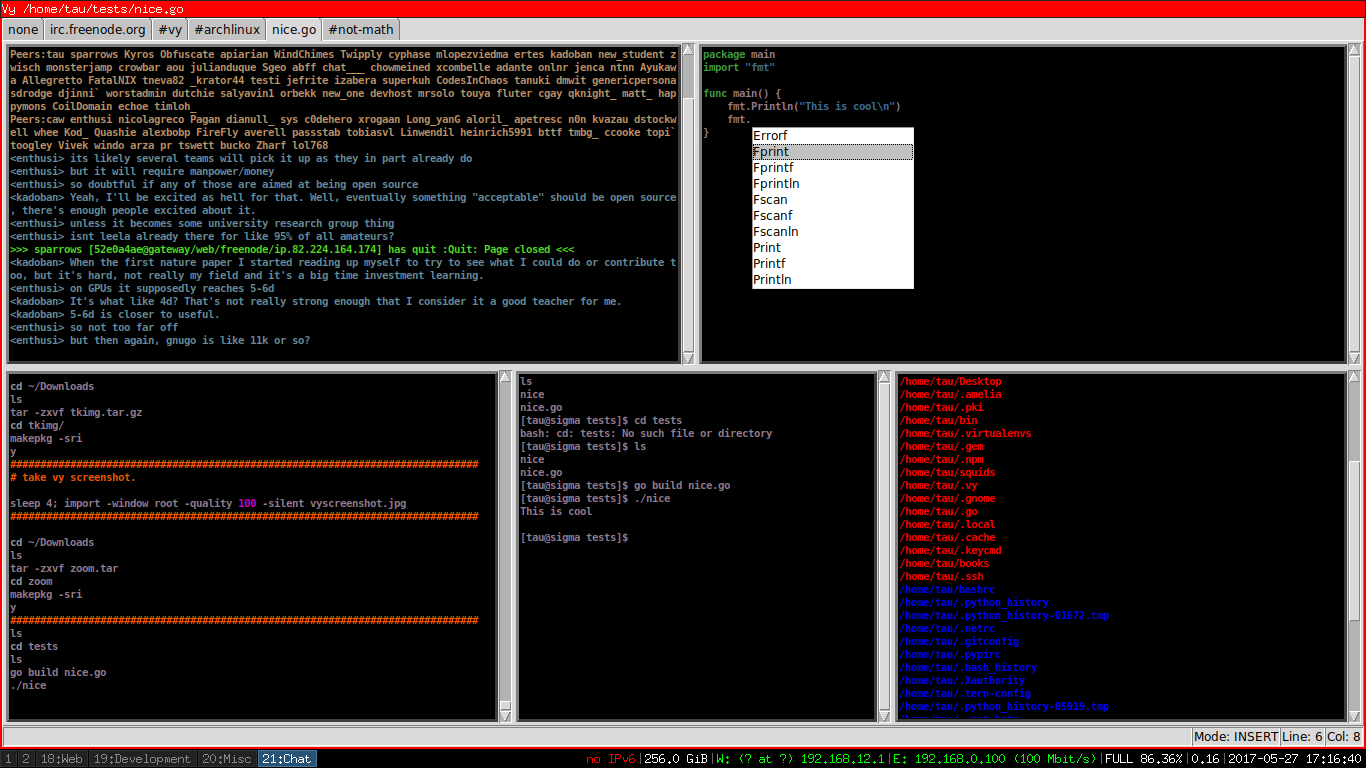 Vy /home/tau/tests/nice.go
none irc.freenode.org #vy #archlinux nice.go #not-math
Peers:tau sparrows Kyros Obfuscate apiarian WindChimes Twipply cyphase mlopezviedma ertes kadoban new_student z
wisch monsterjamp crowbar aou julianduque Sgeo abff chat___ chowmeined xcombelle adante onlnr jenca ntnn Ayukaw
a Allegretto FatalNIX tneva82 _krator44 testi jefrite izabera superkuh CodesInChaos tanuki dmwit genericpersona
sdrodge djinni` worstadmin dutchie salyavin1 orbekk new_one devhost mrsolo touya fluter cgay qknight_ matt_ hap
pymons CoilDomain echoe timloh_
Peers:caw enthusi nicolagreco Pagan dianull_ sys c0dehero xrogaan Long_yanG aloril_ apetresc n0n kvazau dstockw
ell whee Kod_ Quashie alexbobp FireFly averell passstab tobiasvl Linwendil heinrich5991 bttf tmbg_ ccooke topi`
toogley Vivek windo arza pr tswett bucko Zharf lol768
<enthusi> its likely several teams will pick it up as they in part already do
<enthusi> but it will require manpower/money
<enthusi> so doubtful if any of those are aimed at being open source
<kadoban> Yeah, I'll be excited as hell for that. Well, eventually something "acceptable" should be open source
, there's enough people excited about it.
<enthusi> unless it becomes some university research group thing
<enthusi> isnt leela already there for like 95% of all amateurs?
>>> sparrows [52e0a4ae@gateway/web/freenode/ip.82.224.164.174] has quit :Quit: Page closed <<<
<kadoban> When the first nature paper I started reading up myself to try to see what I could do or contribute t
oo, but it's hard, not really my field and it's a big time investment learning.
<enthusi> on GPUs it supposedly reaches 5-6d
<kadoban> It's what like 4d? That's not really strong enough that I consider it a good teacher for me.
<kadoban> 5-6d is closer to useful.
<enthusi> so not too far off
<enthusi> but then again, gnugo is like 11k or so?
package main
import "fmt"
func main() {
fmt.Println("This is cool\n")
fmt.
}
Errorf
Fprint
Fprintf
Fprintln
Fscan
Fscanf
Fscanln
Print
Printf
Println
cd ~/Downloads
ls
tar -zxvf tkimg.tar.gz
cd tkimg/
makepkg -sri
y
##############################################################################
# take vy screenshot.
sleep 4; import -window root -quality 100 -silent vyscreenshot.jpg
##############################################################################
cd ~/Downloads
ls
tar -zxvf zoom.tar
cd zoom
makepkg -sri
y
##############################################################################
ls
cd tests
ls
go build nice.go
./nice
ls
nice
nice.go
[tau@sigma tests]$ cd tests
bash: cd: tests: No such file or directory
[tau@sigma tests]$ ls
nice
nice.go
[tau@sigma tests]$ go build nice.go
[tau@sigma tests]$ ./nice
This is cool
[tau@sigma tests]$
/home/tau/Desktop
/home/tau/.amelia
/home/tau/.pki
/home/tau/bin
/home/tau/.virtualenvs
/home/tau/.gem
/home/tau/.npm
/home/tau/squids
/home/tau/.vy
/home/tau/.gnome
/home/tau/.go
/home/tau/.local
/home/tau/.cache
/home/tau/.keycmd
/home/tau/books
/home/tau/.ssh
/home/tau/bashrc
/home/tau/.python_history
/home/tau/.python_history-01672.tmp
/home/tau/.netrc
/home/tau/.gitconfig
/home/tau/.pypirc
/home/tau/.bash_history
/home/tau/.Xauthority
/home/tau/.tern-config
/home/tau/.python_history-05919.tmp
Mode: INSERT Line: 6 Col: 8
1 2 18:Web 19:Development 20:Misc 21:Chat no IPv6|256.0 GiB|W: (? at ?) 192.168.12.1|E: 192.168.0.100 (100 Mbit/s)|FULL 86.36%|0.16|2017-05-27 17:16:40